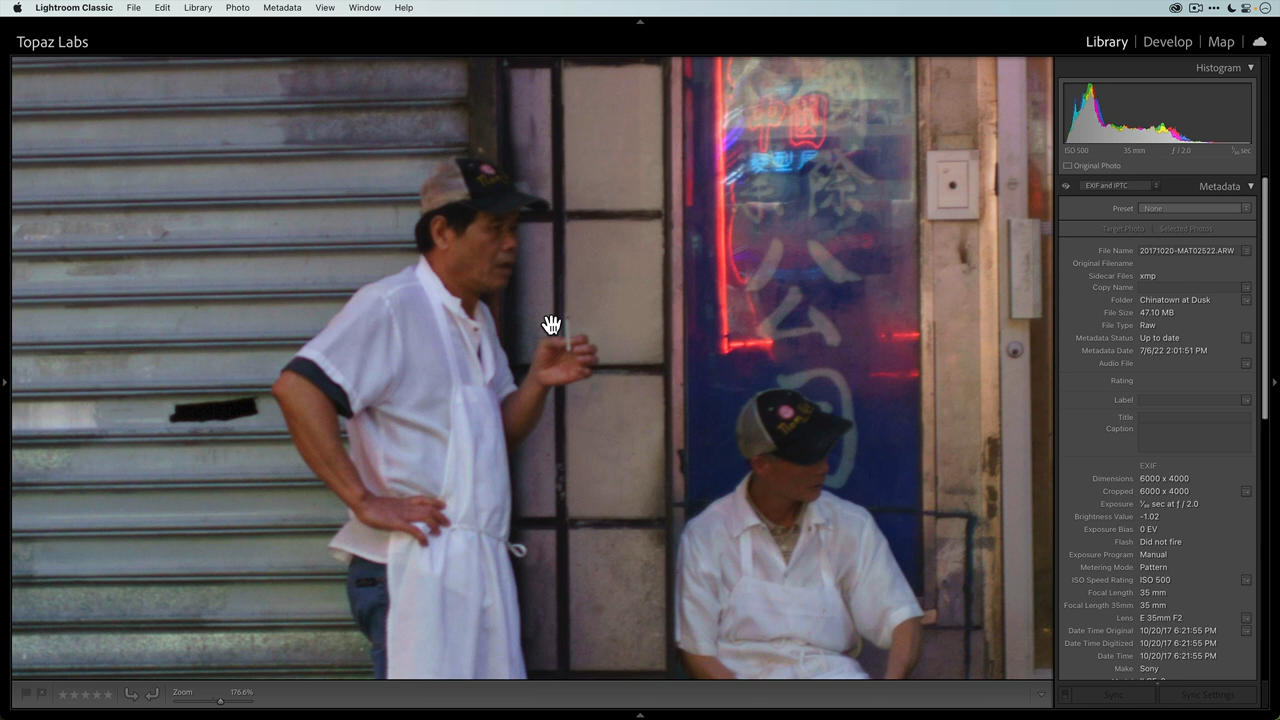 Lightroom Classic File Edit Library Photo Metadata View Window Help
Topaz Labs
Library | Develop | Map
Histogram
ISO 500 35 mm ƒ / 2.0
Original Photo
EXIF and IPTC Metadata
Preset None
Target Photo Selected Photos
File Name 20171020-MAT02522.ARW
Original Filename
Sidecar Files xmp
Copy Name
Folder Chinatown at Dusk
File Size 47.10 MB
File Type Raw
Metadata Status Up to date
Metadata Date 7/6/22 2:01:51 PM
Audio File
Rating
Label
Title
Caption
EXIF
Dimensions 6000 x 4000
Cropped 6000 x 4000
Exposure sec at ƒ / 2.0
Brightness Value -1.02
Exposure Bias 0 EV
Flash Did not fire
Exposure Program Manual
Metering Mode Pattern
ISO Speed Rating ISO 500
Focal Length 35 mm
Focal Length 35mm 35 mm
Lens E 35mm F2
Date Time Original 10/20/17 6:21:55 PM
Date Time Digitized 10/20/17 6:21:55 PM
Date Time 10/20/17 6:21:55 PM
Make Sony
Zoom 176.6%
Sync Sync Settings
中
際
公
司